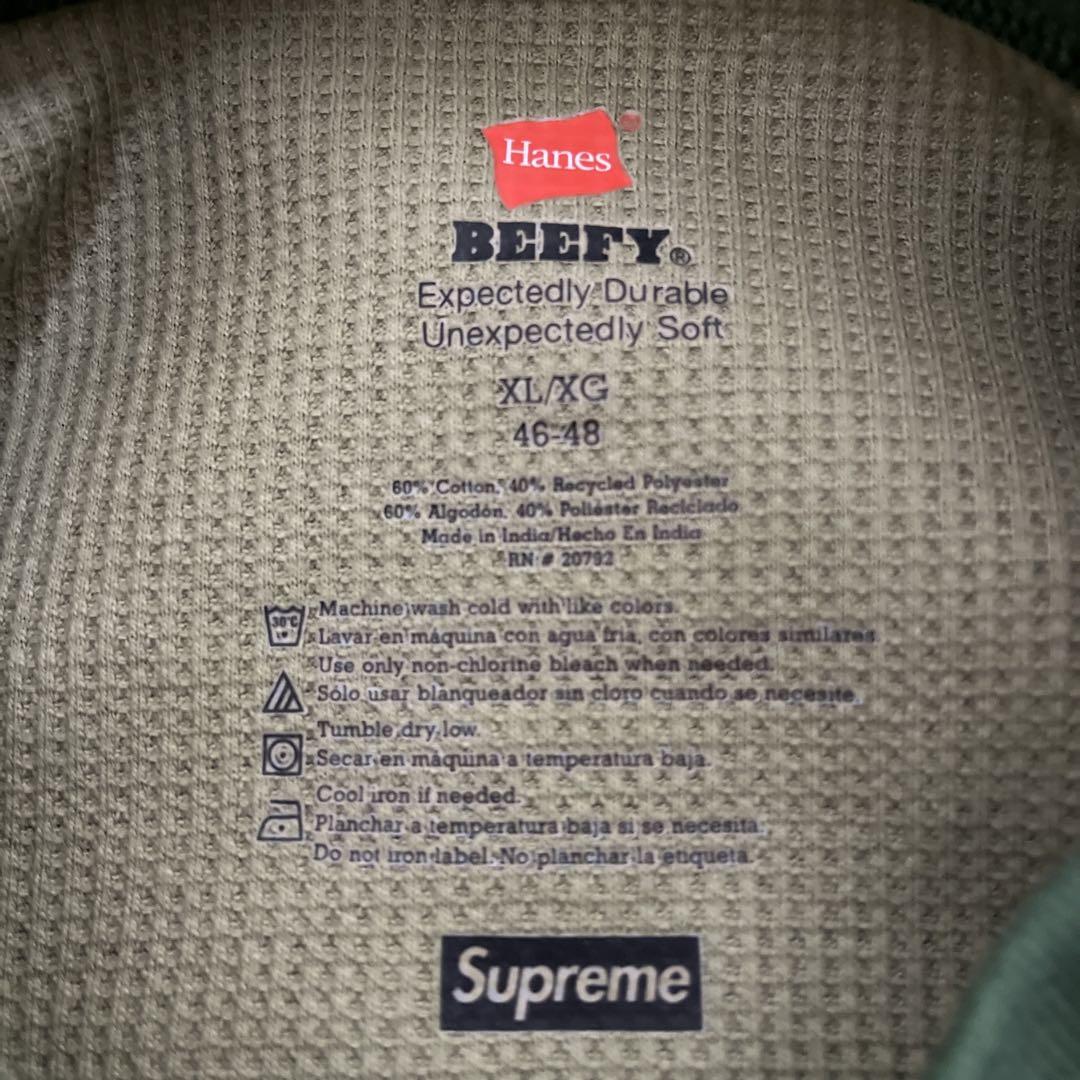 Hanes
BEEFY®
Expectedly Durable
Unexpectedly Soft
XL/XG
46-48
60% Cotton, 40% Recycled Polyester
60% Algodón, 40% Poliéster Reciclado
Made in India/Hecho En India
RN # 20792
30°C
Machine wash cold with like colors.
Lavar en máquina con agua fría, con colores similares.
Use only non-chlorine bleach when needed.
Sólo usar blanqueador sin cloro cuando se necesite.
Tumble dry low.
Secar en máquina a temperatura baja.
Cool iron if needed.
Planchar a temperatura baja si se necesita.
Do not iron label. No planchar la etiqueta.
Supreme